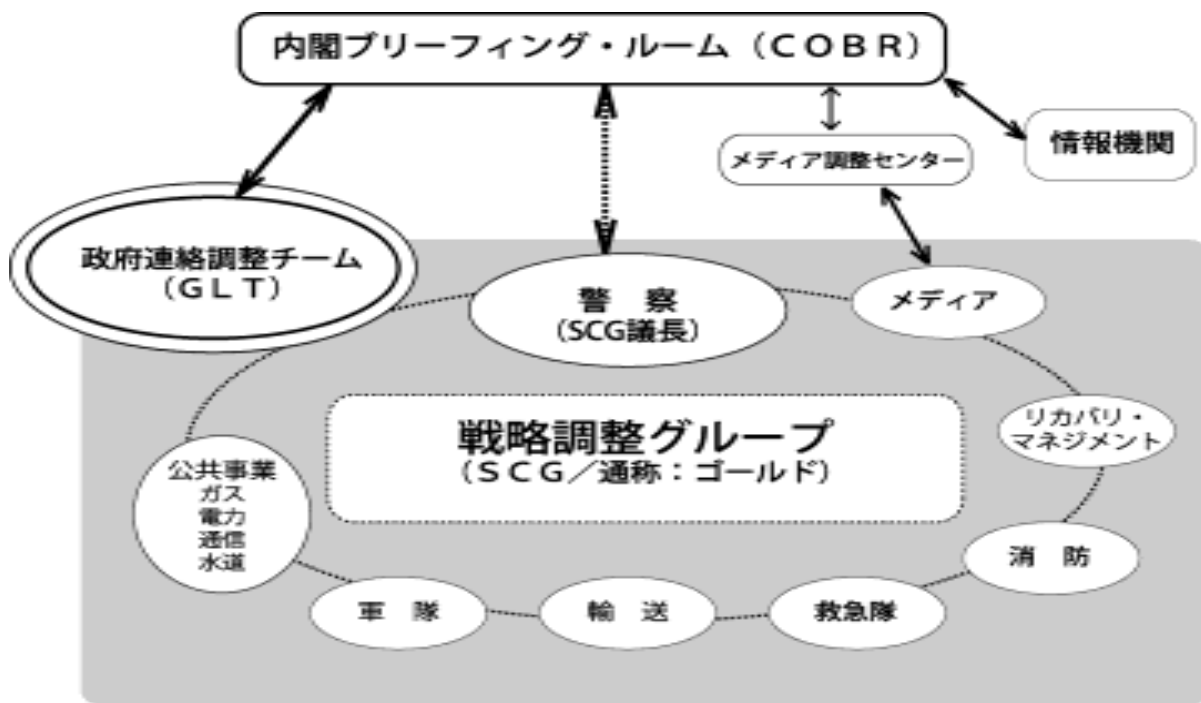 内閣ブリーフィング・ルーム（ＣＯＢＲ）
情報機関
メディア調整センター
政府連絡調整チーム
（ＧＬＴ）
警　察
（SCG議長）
メディア
戦略調整グループ
（ＳＣＧ／通称：ゴールド）
リカバリ・
マネジメント
公共事業
ガス
電力
通信
水道
消　防
軍　隊
輸　送
救急隊